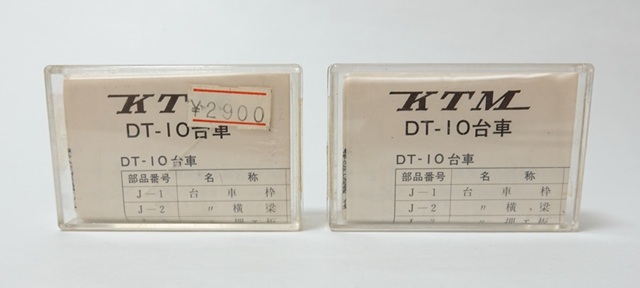 KT
¥2900
DT-10台車
DT-10台車
部品番号 名称
J-1 台車枠
J-2 〃 横梁
KTM
DT-10台車
DT-10台車
部品番号 名称
J-1 台車枠
J-2 〃 横梁